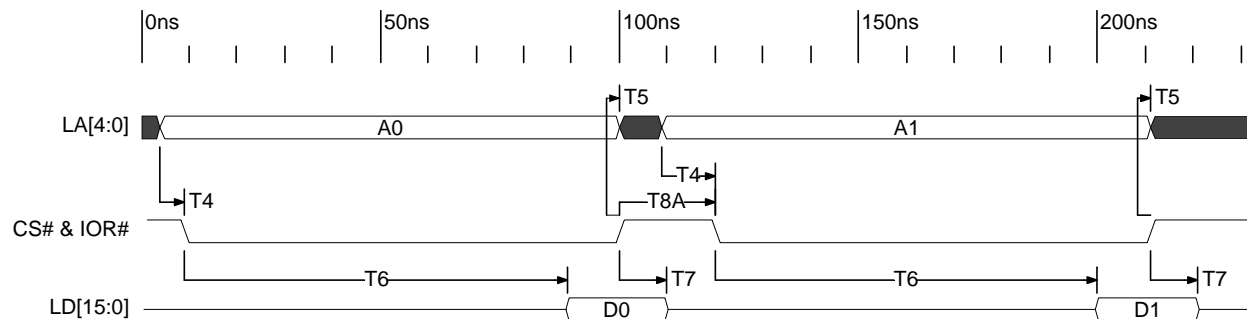 0ns 50ns 100ns 150ns 200ns
T5 T5
LA[4:0] A0 A1
T4
T4 T8A
CS# & IOR#
T6 T7 T6 T7
LD[15:0] D0 D1